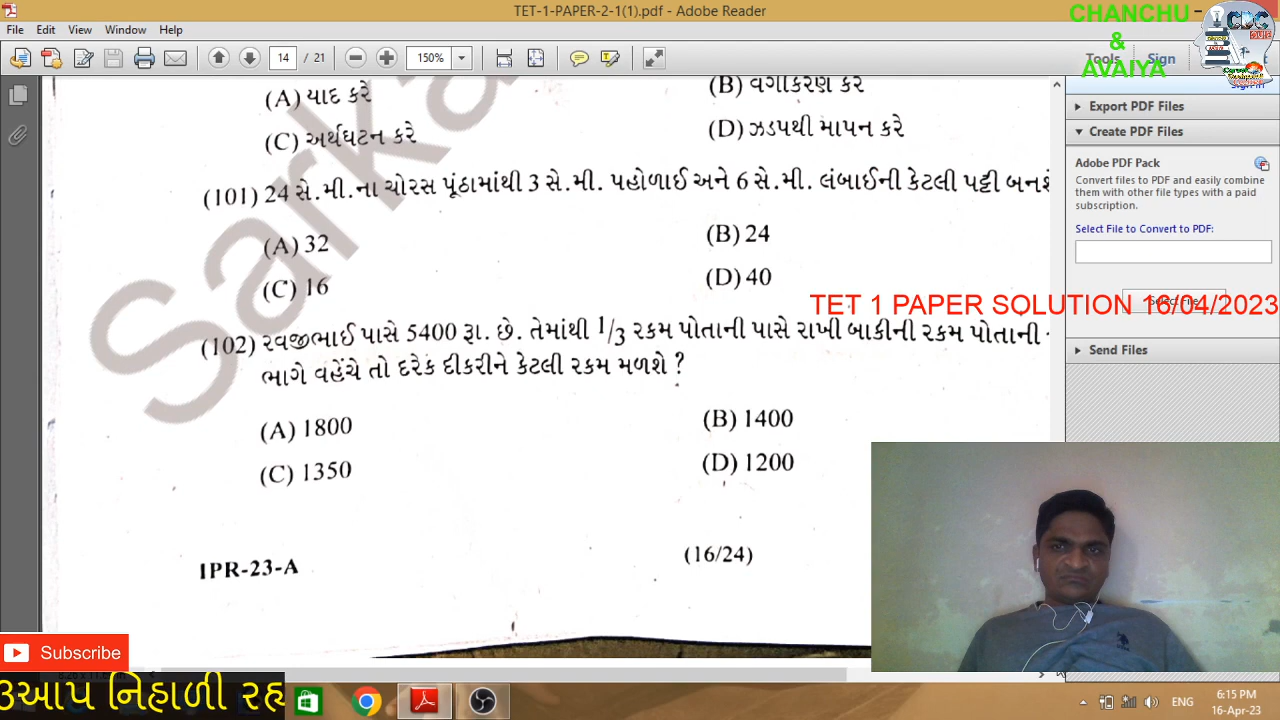 TET-1-PAPER-2-1(1).pdf - Adobe Reader
CHANCHU
&
AVAIYA
File Edit View Window Help
14 / 21
150%
Tools Sign
Export PDF Files
Create PDF Files
Adobe PDF Pack
Convert files to PDF and easily combine
them with other file types with a paid
subscription.
Select File to Convert to PDF:
Send Files
(A) યાદ કરે
(B) વર્ગીકરણ કરે
(C) અર્થઘટન કરે
(D) ઝડપથી માપન કરે
(101) 24 સે.મી.ના ચોરસ પૂંઠામાંથી 3 સે.મી. પહોળાઈ અને 6 સે.મી. લંબાઈની કેટલી પટ્ટી
(A) 32
(B) 24
(C) 16
(D) 40
TET 1 PAPER SOLUTION 16/04/2023
(102) રવજીભાઈ પાસે 5400 રૂા. છે. તેમાંથી 1/3 રકમ પોતાની પાસે રાખી બાકીની રકમ પોતાની
ભાગે વહેંચે તો દરેક દીકરીને કેટલી રકમ મળશે ?
(A) 1800
(B) 1400
(C) 1350
(D) 1200
IPR-23-A
(16/24)
Subscribe
આપ નિહાળી રહ
ENG
6:15 PM
16-Apr-23